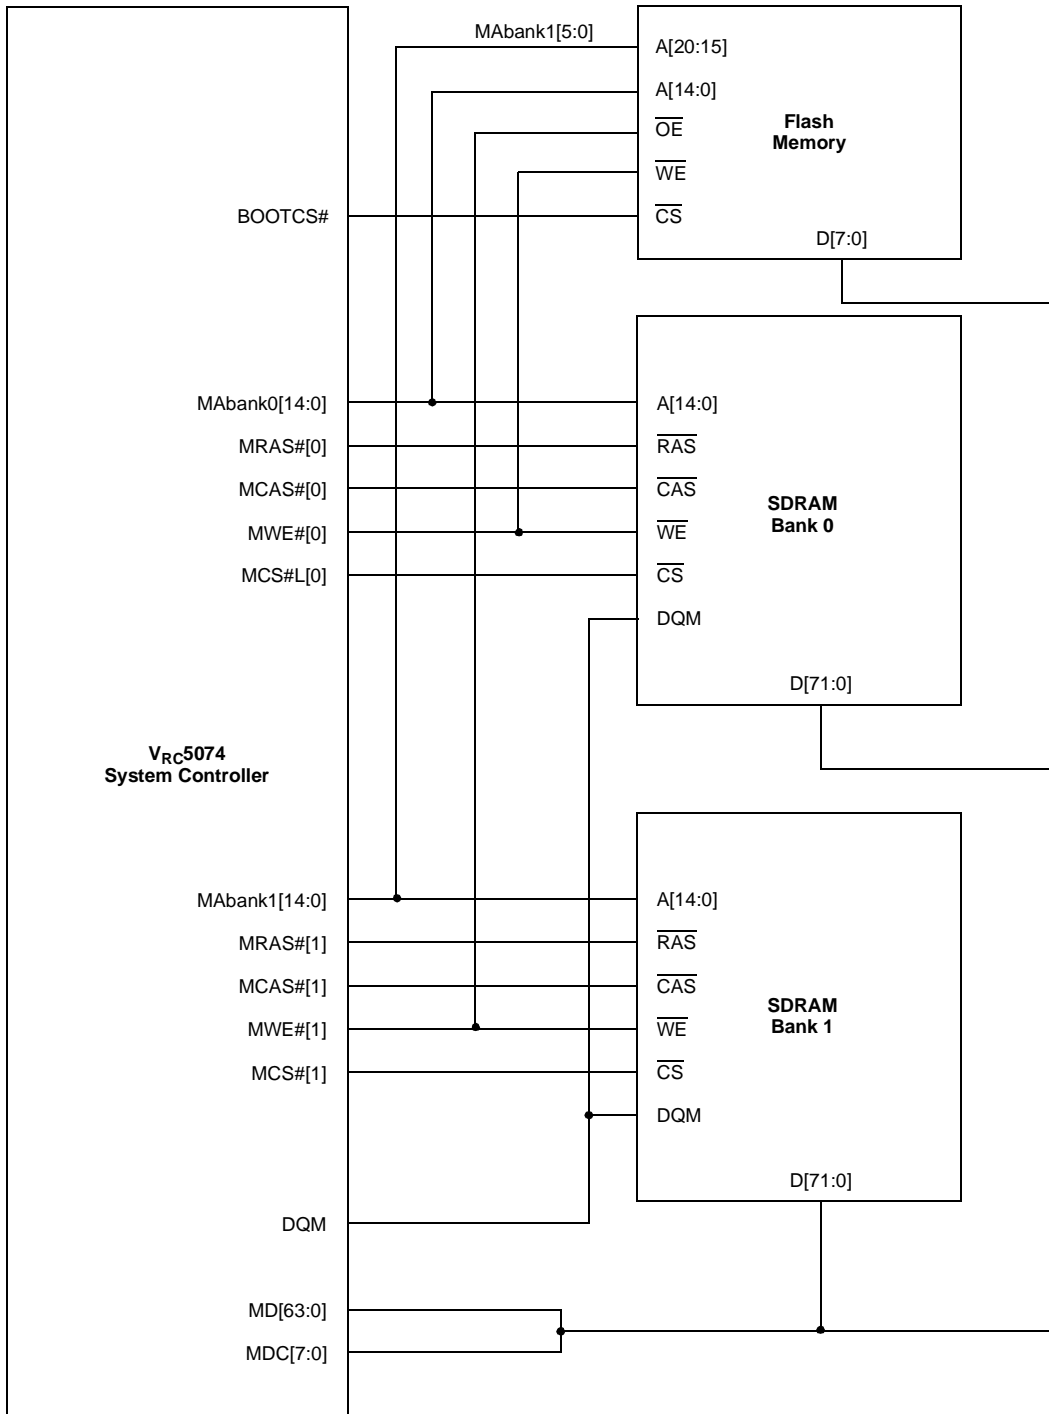 MAbank1[5:0]
A[20:15]
A[14:0]
OE
WE
CS
Flash
Memory
D[7:0]
BOOTCS#
MAbank0[14:0]
MRAS#[0]
MCAS#[0]
MWE#[0]
MCS#L[0]
A[14:0]
RAS
CAS
WE
CS
DQM
SDRAM
Bank 0
D[71:0]
VRC5074
System Controller
MAbank1[14:0]
MRAS#[1]
MCAS#[1]
MWE#[1]
MCS#[1]
A[14:0]
RAS
CAS
WE
CS
DQM
SDRAM
Bank 1
D[71:0]
DQM
MD[63:0]
MDC[7:0]